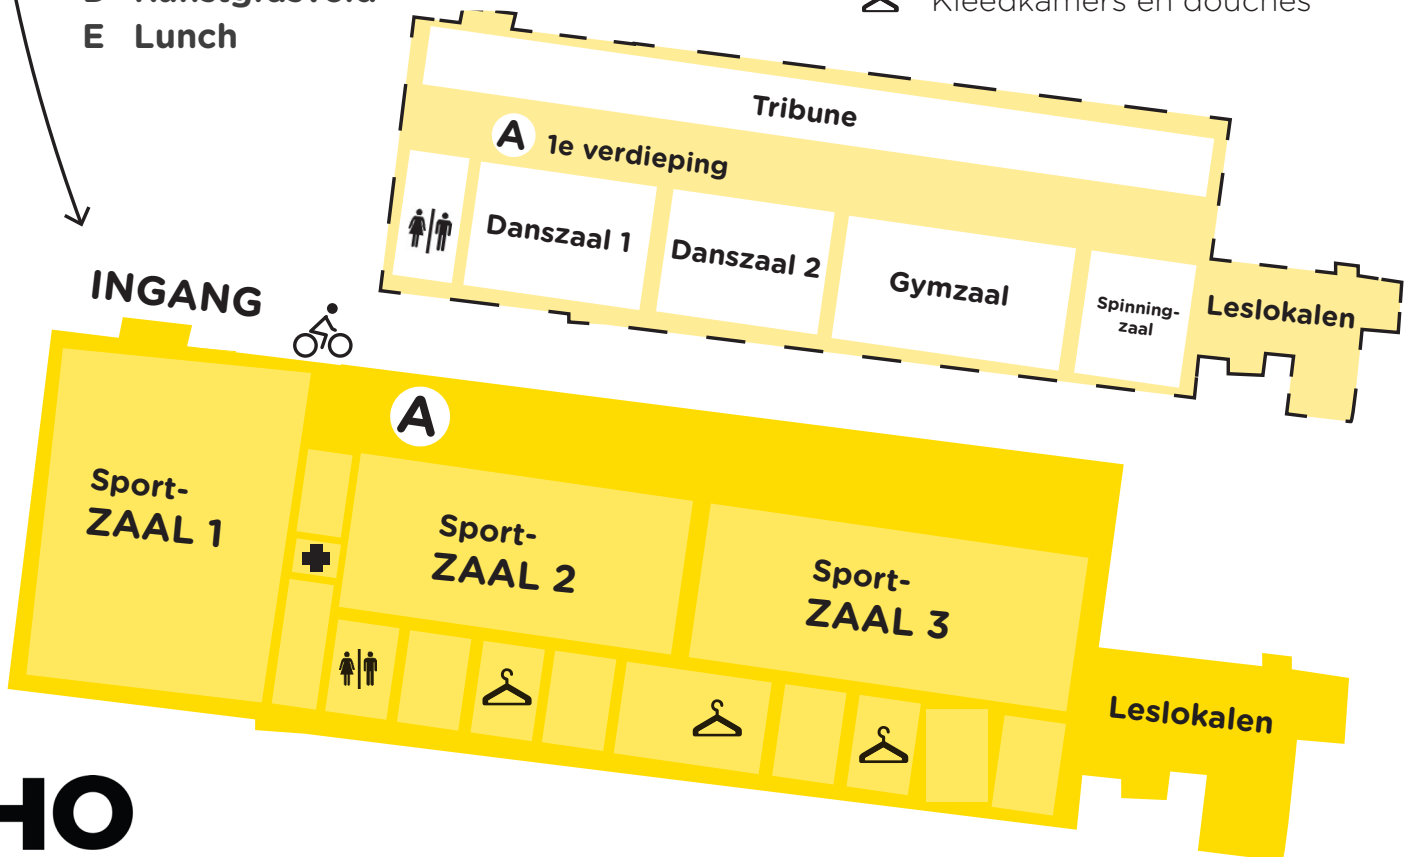 E Lunch
Kleedkamers en douches
Tribune
A 1e verdieping
Danszaal 1
Danszaal 2
Gymzaal
Spinning-
zaal
Leslokalen
INGANG
A
Sport-
ZAAL 1
Sport-
ZAAL 2
Sport-
ZAAL 3
Leslokalen
HO